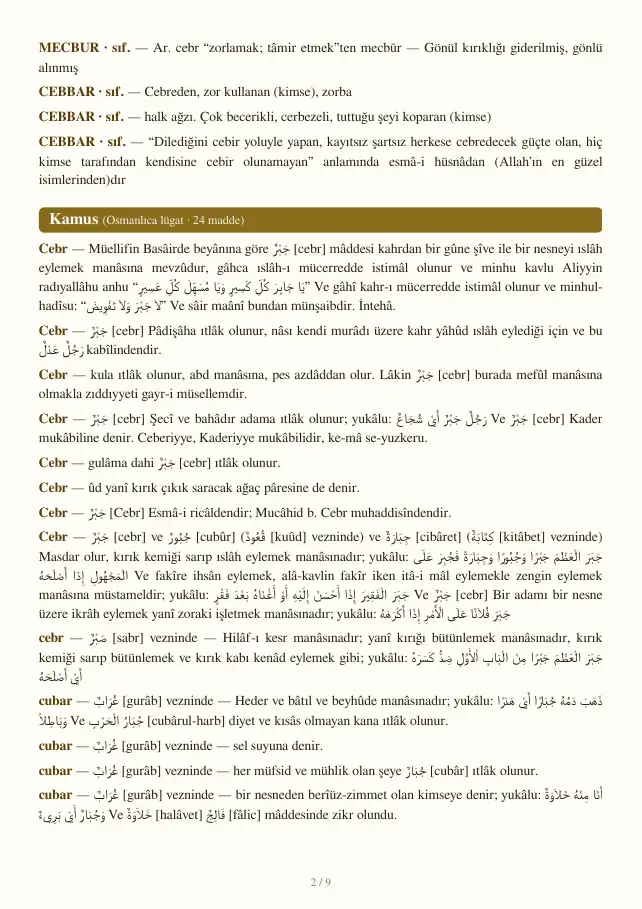 MECBUR · sıf. — Ar. cebr “zorlamak; tâmir etmek”ten mecbûr — Gönül kırıklığı giderilmiş, gönlü
alınmış
CEBBAR · sıf. — Cebreden, zor kullanan (kimse), zorba
CEBBAR · sıf. — halk ağzı. Çok becerikli, cerbezeli, tuttuğu şeyi koparan (kimse)
CEBBAR · sıf. — “Dilediğini cebir yoluyle yapan, kayıtsız şartsız herkese cebredecek güçte olan, hiç
kimse tarafından kendisine cebir olunamayan” anlamında esmâ-i hüsnâdan (Allah’ın en güzel
isimlerinden)dır
Kamus (Osmanlıca lügat · 24 madde)
Cebr — Müellifin Basâirde beyânına göre جَبْرٌ [cebr] mâddesi kahrdan bir gûne şîve ile bir nesneyi ıslâh
eylemek manâsına mevzûdur, gâhca ıslâh-ı mücerredde istimâl olunur ve minhu kavlu Aliyyin
radıyallâhu anhu “يَا جَابِرَ كُلِّ كَسِيرٍ وَيَا مُسَهِّلَ كُلِّ عَسِيرٍ” Ve gâhî kahr-ı mücerredde istimâl olunur ve minhul-
hadîsu: “لاَ جَبْرَ وَلاَ تَفْوِيضَ” Ve sâir maâni bundan münşaibdir. İntehâ.
Cebr — جَبْرٌ [cebr] Pâdişâha ıtlâk olunur, nâsı kendi murâdı üzere kahr yâhûd ıslâh eylediği için ve bu
رَجُلٌ عَدْلٌ kabîlindendir.
Cebr — kula ıtlâk olunur, abd manâsına, pes azdâddan olur. Lâkin جَبْرٌ [cebr] burada mefûl manâsına
olmakla zıddıyyeti gayr-i müsellemdir.
Cebr — جَبْرٌ [cebr] Şecî ve bahâdır adama ıtlâk olunur; yukâlu: رَجُلٌ جَبْرٌ أَيْ شُجَاعٌ Ve جَبْرٌ [cebr] Kader
mukâbiline denir. Ceberiyye, Kaderiyye mukâbilidir, ke-mâ se-yuzkeru.
Cebr — gulâma dahi جَبْرٌ [cebr] ıtlâk olunur.
Cebr — ûd yanî kırık çıkık saracak ağaç pâresine de denir.
Cebr — جَبْرٌ [Cebr] Esmâ-i ricâldendir; Mucâhid b. Cebr muhaddisîndendir.
Cebr — جَبْرٌ [cebr] ve جُبُورٌ [cubûr] (قُعُودٌ [kuûd] vezninde) ve جِبَارَةٌ [cibâret] (كِتَابَةٌ [kitâbet] vezninde)
Masdar olur, kırık kemiği sarıp ıslâh eylemek manâsınadır; yukâlu: جَبَرَ الْعَظْمَ جَبْرًا وَجُبُورًا وَجِبَارَةً فَجُبِرَ عَلَى
الْمَجْهُولِ إِذَا أَصْلَحَهُ Ve fakîre ihsân eylemek, alâ-kavlin fakîr iken itâ-i mâl eylemekle zengin eylemek
manâsına müstameldir; yukâlu: جَبَرَ الْفَقِيرَ إِذَا أَحْسَنَ إِلَيْهِ أَوْ أَغْنَاهُ بَعْدَ فَقْرٍ Ve جَبْرٌ [cebr] Bir adamı bir nesne
üzere ikrâh eylemek yanî zoraki işletmek manâsınadır; yukâlu: جَبَرَ فُلاَنًا عَلَى الْأَمْرِ إِذَا أَكْرَهَهُ
cebr — صَبْرٌ [sabr] vezninde — Hilâf-ı kesr manâsınadır; yanî kırığı bütünlemek manâsınadır, kırık
kemiği sarıp bütünlemek ve kırık kabı kenâd eylemek gibi; yukâlu: جَبَرَ الْعَظْمَ جَبْرًا مِنَ الْبَابِ الْأَوَّلِ ضِدُّ كَسَرَهُ
أَيْ أَصْلَحَهُ
cubar — غُرَابٌ [gurâb] vezninde — Heder ve bâtıl ve beyhûde manâsınadır; yukâlu: ذَهَبَ دَمُهُ جُبَارًا أَيْ هَدَرًا
وَبَاطِلاً Ve جُبَارُ الْحَرْبِ [cubârul-harb] diyet ve kısâs olmayan kana ıtlâk olunur.
cubar — غُرَابٌ [gurâb] vezninde — sel suyuna denir.
cubar — غُرَابٌ [gurâb] vezninde — her müfsid ve mühlik olan şeye جُبَارٌ [cubâr] ıtlâk olunur.
cubar — غُرَابٌ [gurâb] vezninde — bir nesneden berîüz-zimmet olan kimseye denir; yukâlu: أَنَا مِنْهُ خَلاَوَةٌ
وَجُبَارٌ أَيْ بَرِيءٌ Ve خَلاَوَةٌ [halâvet] فَالِجٌ [fâlic] mâddesinde zikr olundu.
2 / 9